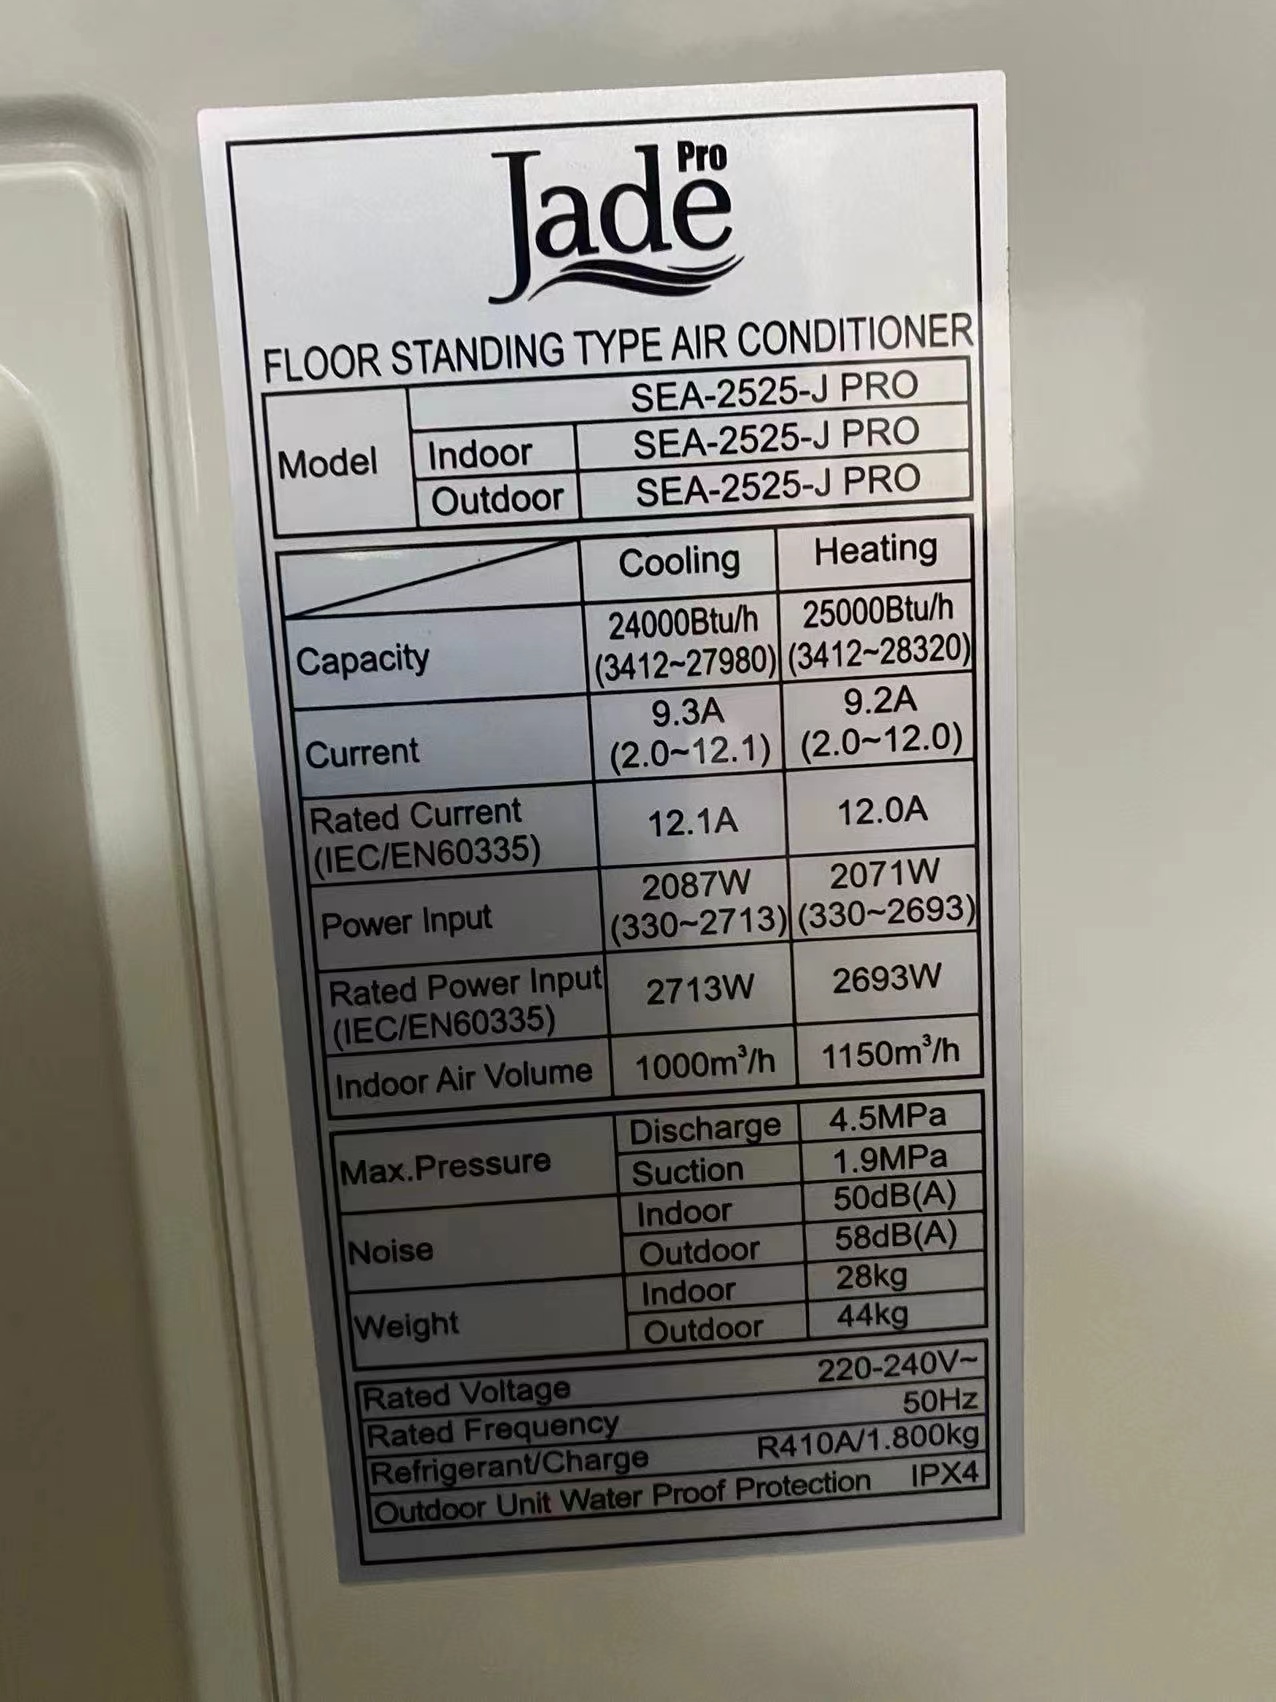 Jade Pro
FLOOR STANDING TYPE AIR CONDITIONER
Model
SEA-2525-J PRO
Indoor SEA-2525-J PRO
Outdoor SEA-2525-J PRO
Cooling Heating
Capacity
24000Btu/h 25000Btu/h
(3412~27980) (3412~28320)
Current
9.3A 9.2A
(2.0~12.1) (2.0~12.0)
Rated Current
(IEC/EN60335)
12.1A 12.0A
Power Input
2087W 2071W
(330~2713) (330~2693)
Rated Power Input
(IEC/EN60335)
2713W 2693W
Indoor Air Volume 1000m³/h 1150m³/h
Max.Pressure
Discharge 4.5MPa
Suction 1.9MPa
Noise
Indoor 50dB(A)
Outdoor 58dB(A)
Weight
Indoor 28kg
Outdoor 44kg
Rated Voltage 220-240V~
Rated Frequency 50Hz
Refrigerant/Charge R410A/1.800kg
Outdoor Unit Water Proof Protection IPX4